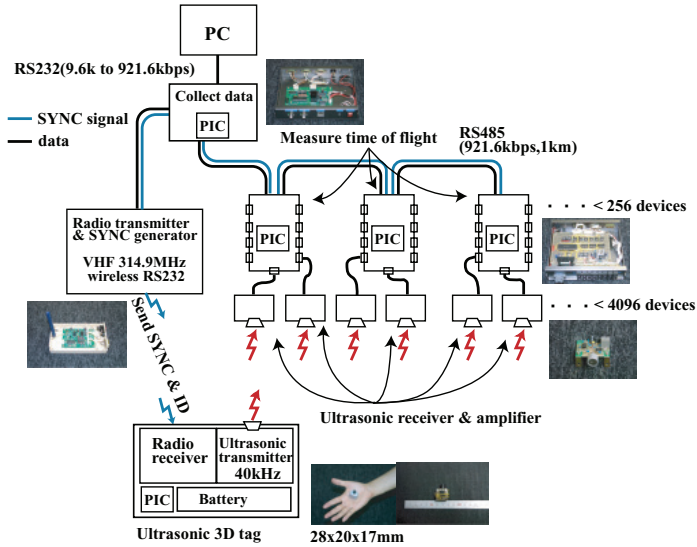 PC
RS232(9.6k to 921.6kbps)
Collect data
PIC
SYNC signal
data
Measure time of flight
RS485
(921.6kbps,1km)
Radio transmitter
& SYNC generator
VHF 314.9MHz
wireless RS232
PIC
PIC
PIC
· · · · < 256 devices
· · · · < 4096 devices
Send SYNC & ID
Ultrasonic receiver & amplifier
Radio
receiver
Ultrasonic
transmitter
40kHz
PIC
Battery
Ultrasonic 3D tag
28x20x17mm